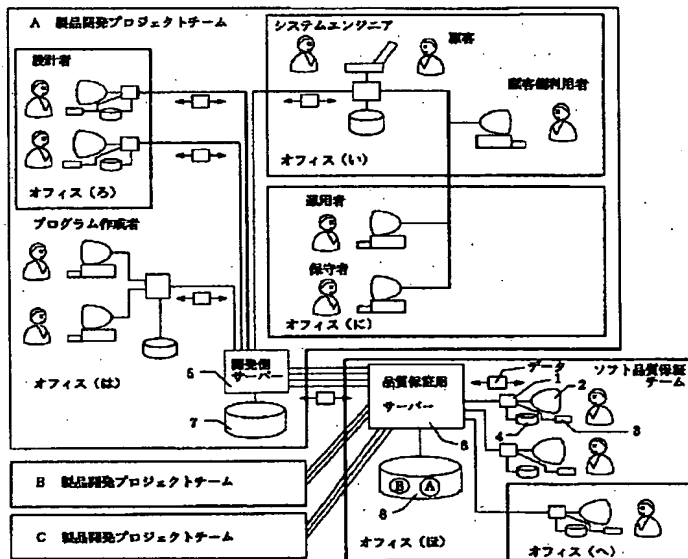 A 製品開発プロジェクトチーム
設計者
オフィス(ろ)
プログラム作成者
オフィス(は)
システムエンジニア
顧客
顧客側利用者
オフィス(い)
運用者
保守者
オフィス(に)
開発側
サーバー
5
7
品質保証用
サーバー
6
データ
1
2
3
4
ソフト品質保証
チーム
B A
8
オフィス(ほ)
オフィス(へ)
B 製品開発プロジェクトチーム
C 製品開発プロジェクトチーム